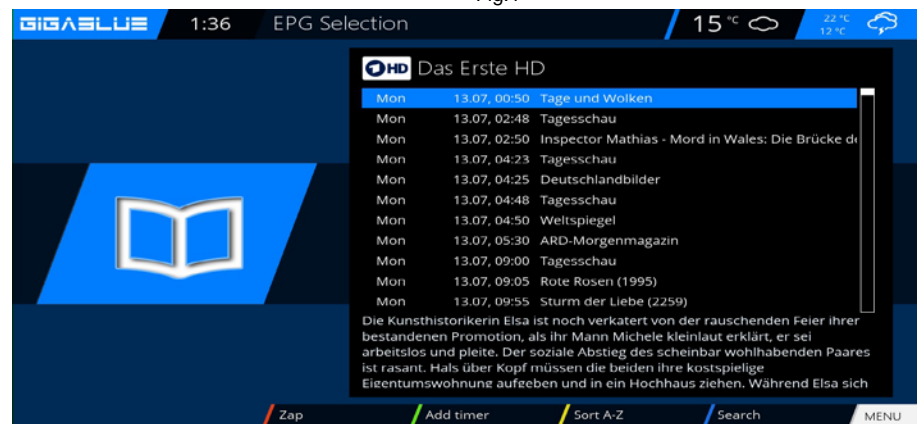 GIGABLUE 1:36 EPG Selection 15 °C 22 °C
12 °C
HD Das Erste HD
Mon 13.07, 00:50 Tage und Wolken
Mon 13.07, 02:48 Tagesschau
Mon 13.07, 02:50 Inspector Mathias - Mord in Wales: Die Brücke de
Mon 13.07, 04:23 Tagesschau
Mon 13.07, 04:25 Deutschlandbilder
Mon 13.07, 04:48 Tagesschau
Mon 13.07, 04:50 Weltspiegel
Mon 13.07, 05:30 ARD-Morgenmagazin
Mon 13.07, 09:00 Tagesschau
Mon 13.07, 09:05 Rote Rosen (1995)
Mon 13.07, 09:55 Sturm der Liebe (2259)
Die Kunsthistorikerin Elsa ist noch verkatert von der rauschenden Feier ihrer
bestandenen Promotion, als ihr Mann Michele kleinlaut erklärt, er sei
arbeitslos und pleite. Der soziale Abstieg des scheinbar wohlhabenden Paares
ist rasant. Hals über Kopf müssen die beiden ihre kostspielige
Eigentumswohnung aufgeben und in ein Hochhaus ziehen. Während Elsa sich
Zap Add timer Sort A-Z Search MENU